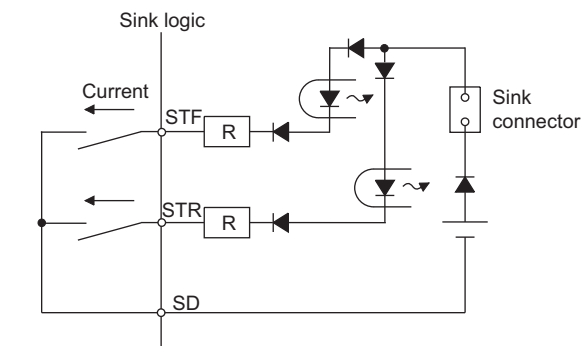 Sink logic
Current
STF
R
Sink
connector
STR
R
SD